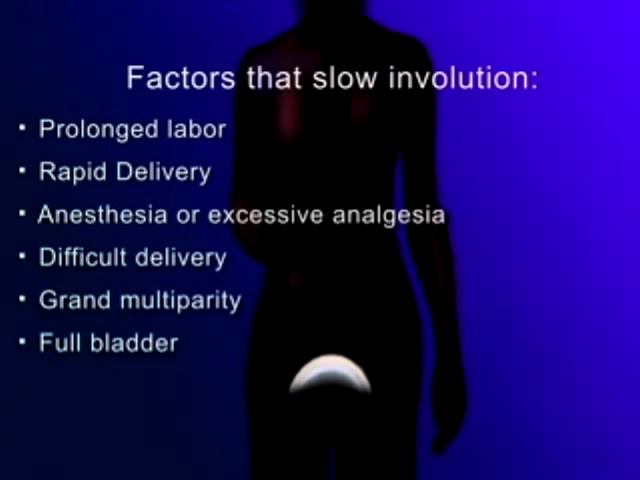 Factors that slow involution:
▪ Prolonged labor
▪ Rapid Delivery
▪ Anesthesia or excessive analgesia
▪ Difficult delivery
▪ Grand multiparity
▪ Full bladder